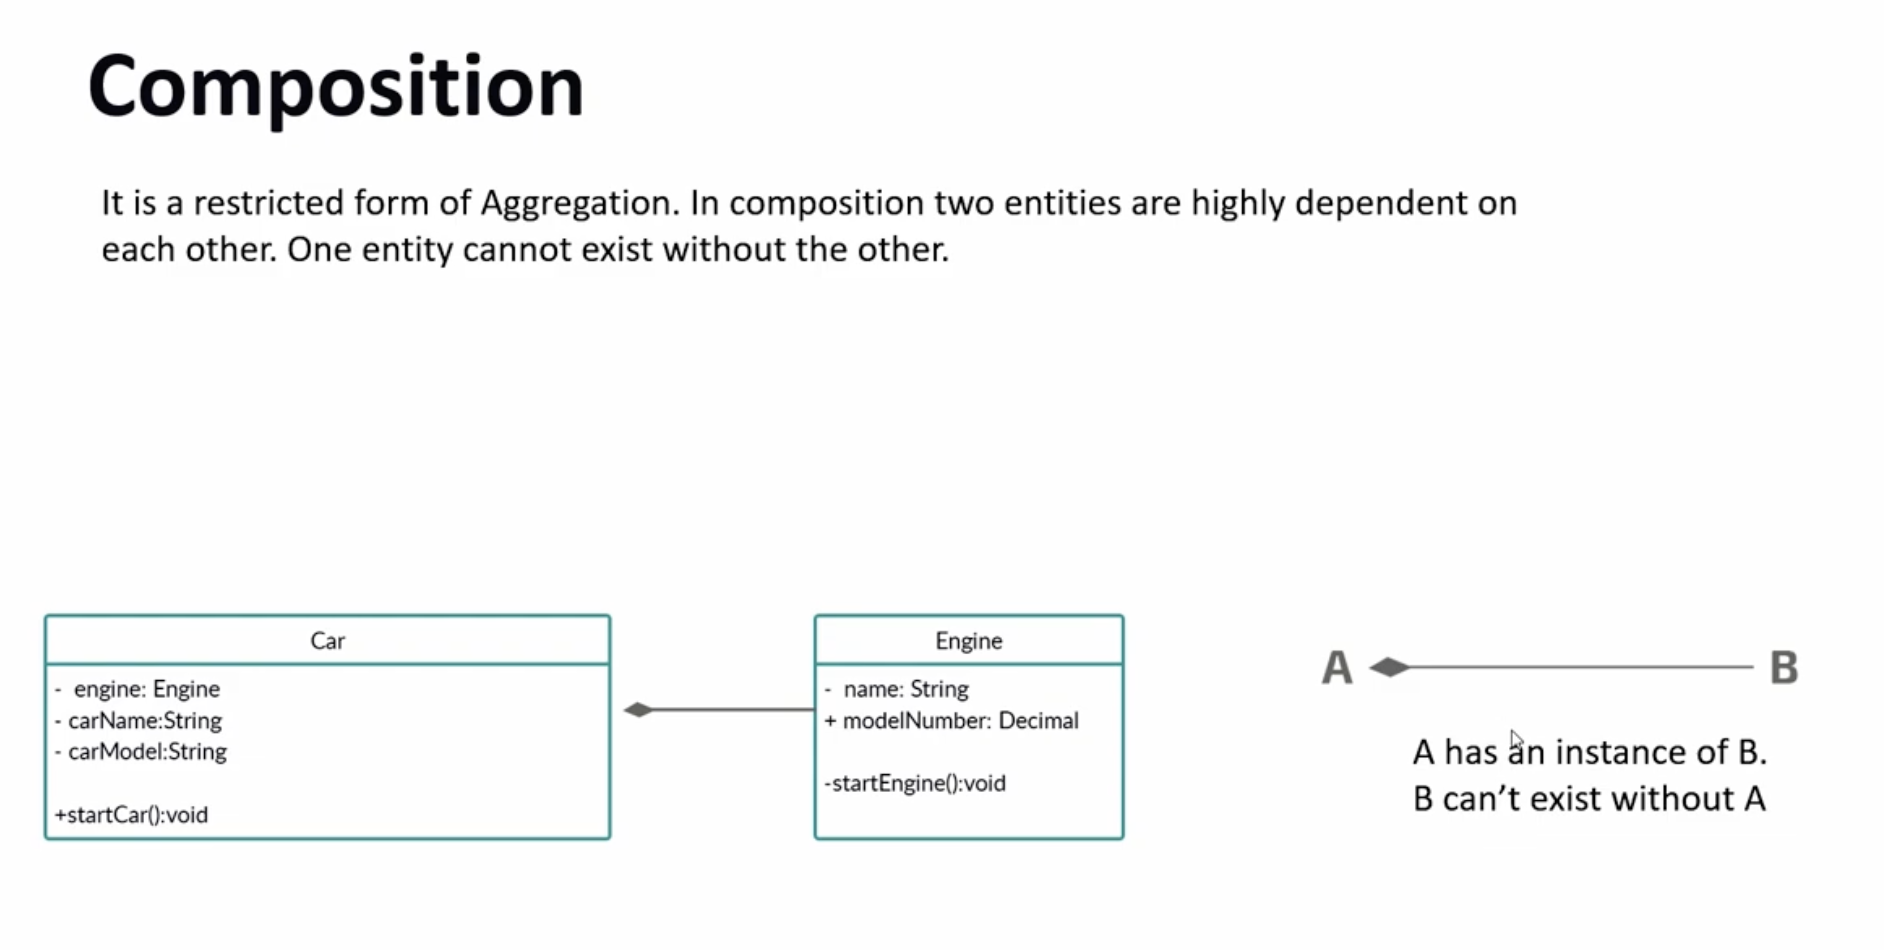 Composition
It is a restricted form of Aggregation. In composition two entities are highly dependent on
each other. One entity cannot exist without the other.
Car
- engine: Engine
- carName:String
- carModel:String
+startCar():void
Engine
- name: String
+ modelNumber: Decimal
-startEngine():void
A B
A has an instance of B.
B can’t exist without A